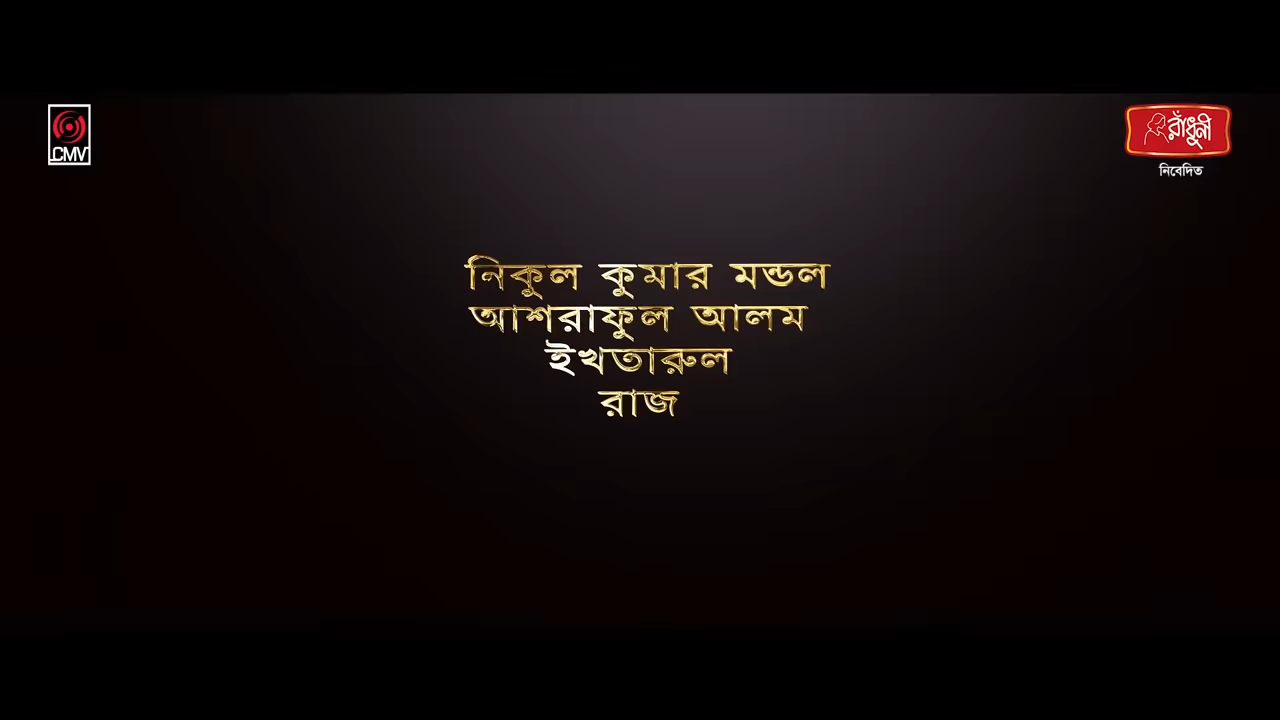 CMV
রাঁধুনী
নিবেদিত
নিকুল কুমার মন্ডল
আশরাফুল আলম
ইখতারুল
রাজ